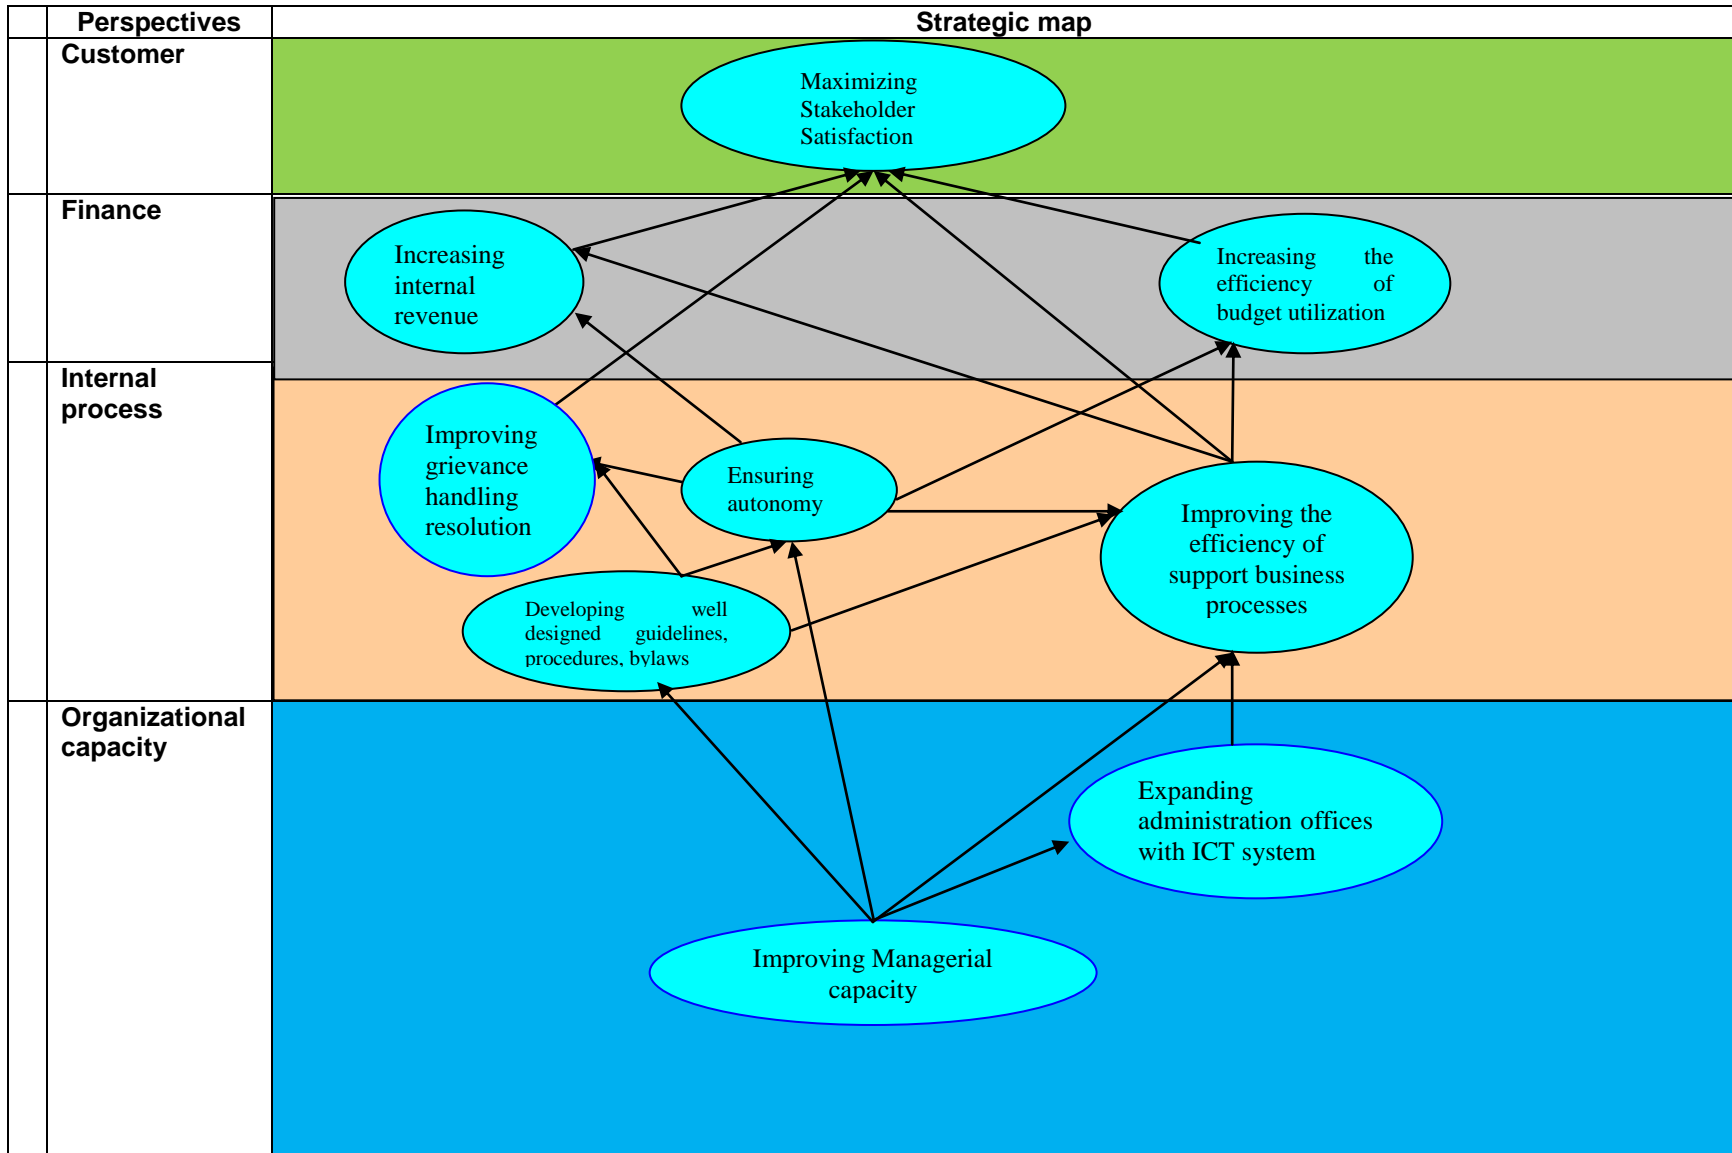 Perspectives
Strategic map
Customer
Maximizing
Stakeholder
Satisfaction
Finance
Increasing
internal
revenue
Increasing the
efficiency of
budget utilization
Internal
process
Improving
grievance
handling
resolution
Ensuring
autonomy
Improving the
efficiency of
support business
processes
Developing well
designed guidelines,
procedures, bylaws
Organizational
capacity
Expanding
administration offices
with ICT system
Improving Managerial
capacity